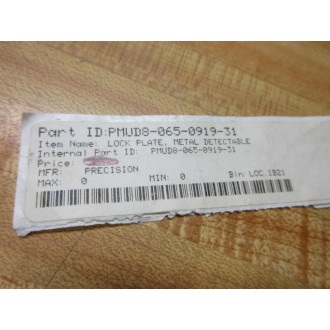 Part ID:PMUD8-065-0919-31
Item Name: LOCK PLATE, METAL DETECTABLE
Internal Part ID: PMUD8-065-0919-31
Price:
MFR: PRECISION
MAX: 0 MIN: 0 Bin: LOC.1B21